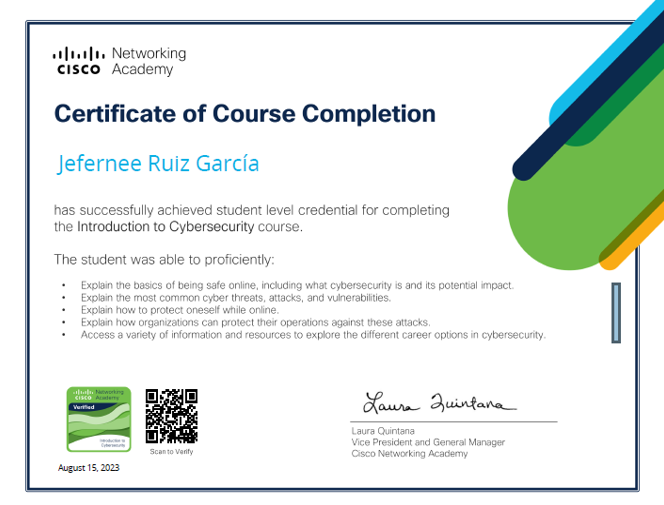 Networking
CISCO Academy
Certificate of Course Completion
Jefernee Ruiz García
has successfully achieved student level credential for completing
the Introduction to Cybersecurity course.
The student was able to proficiently:
• Explain the basics of being safe online, including what cybersecurity is and its potential impact.
• Explain the most common cyber threats, attacks, and vulnerabilities.
• Explain how to protect oneself while online.
• Explain how organizations can protect their operations against these attacks.
• Access a variety of information and resources to explore the different career options in cybersecurity.
Networking
CISCO Academy
Verified
Introduction to
Cybersecurity
Scan to Verify
August 15, 2023
Laura Quintana
Laura Quintana
Vice President and General Manager
Cisco Networking Academy